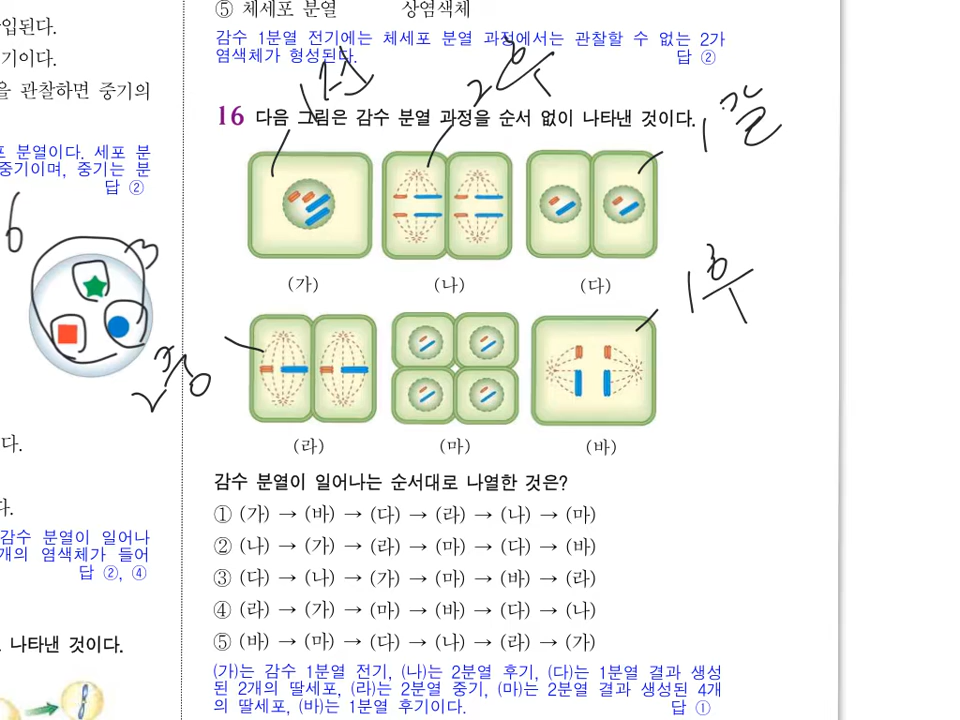 입된다.
기이다.
을 관찰하면 중기의
포 분열이다. 세포 분
중기이며, 중기는 분
답 ②
6
3
다.
다.
감수 분열이 일어나
개의 염색체가 들어
답 ②, ④
나타낸 것이다.
⑤ 체세포 분열 상염색체
감수 1분열 전기에는 체세포 분열 과정에서는 관찰할 수 없는 2가
염색체가 형성된다. 답 ②
16 다음 그림은 감수 분열 과정을 순서 없이 나타낸 것이다.
2후
1후
2중
(가) (나) (다)
(라) (마) (바)
감수 분열이 일어나는 순서대로 나열한 것은?
① (가) → (바) → (다) → (라) → (나) → (마)
② (나) → (가) → (라) → (마) → (다) → (바)
③ (다) → (나) → (가) → (마) → (바) → (라)
④ (라) → (가) → (마) → (바) → (다) → (나)
⑤ (바) → (마) → (다) → (나) → (라) → (가)
(가)는 감수 1분열 전기, (나)는 2분열 후기, (다)는 1분열 결과 생성
된 2개의 딸세포, (라)는 2분열 중기, (마)는 2분열 결과 생성된 4개
의 딸세포, (바)는 1분열 후기이다. 답 ①